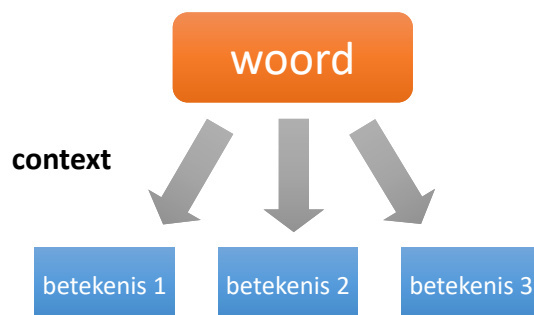 woord
context
betekenis 1
betekenis 2
betekenis 3